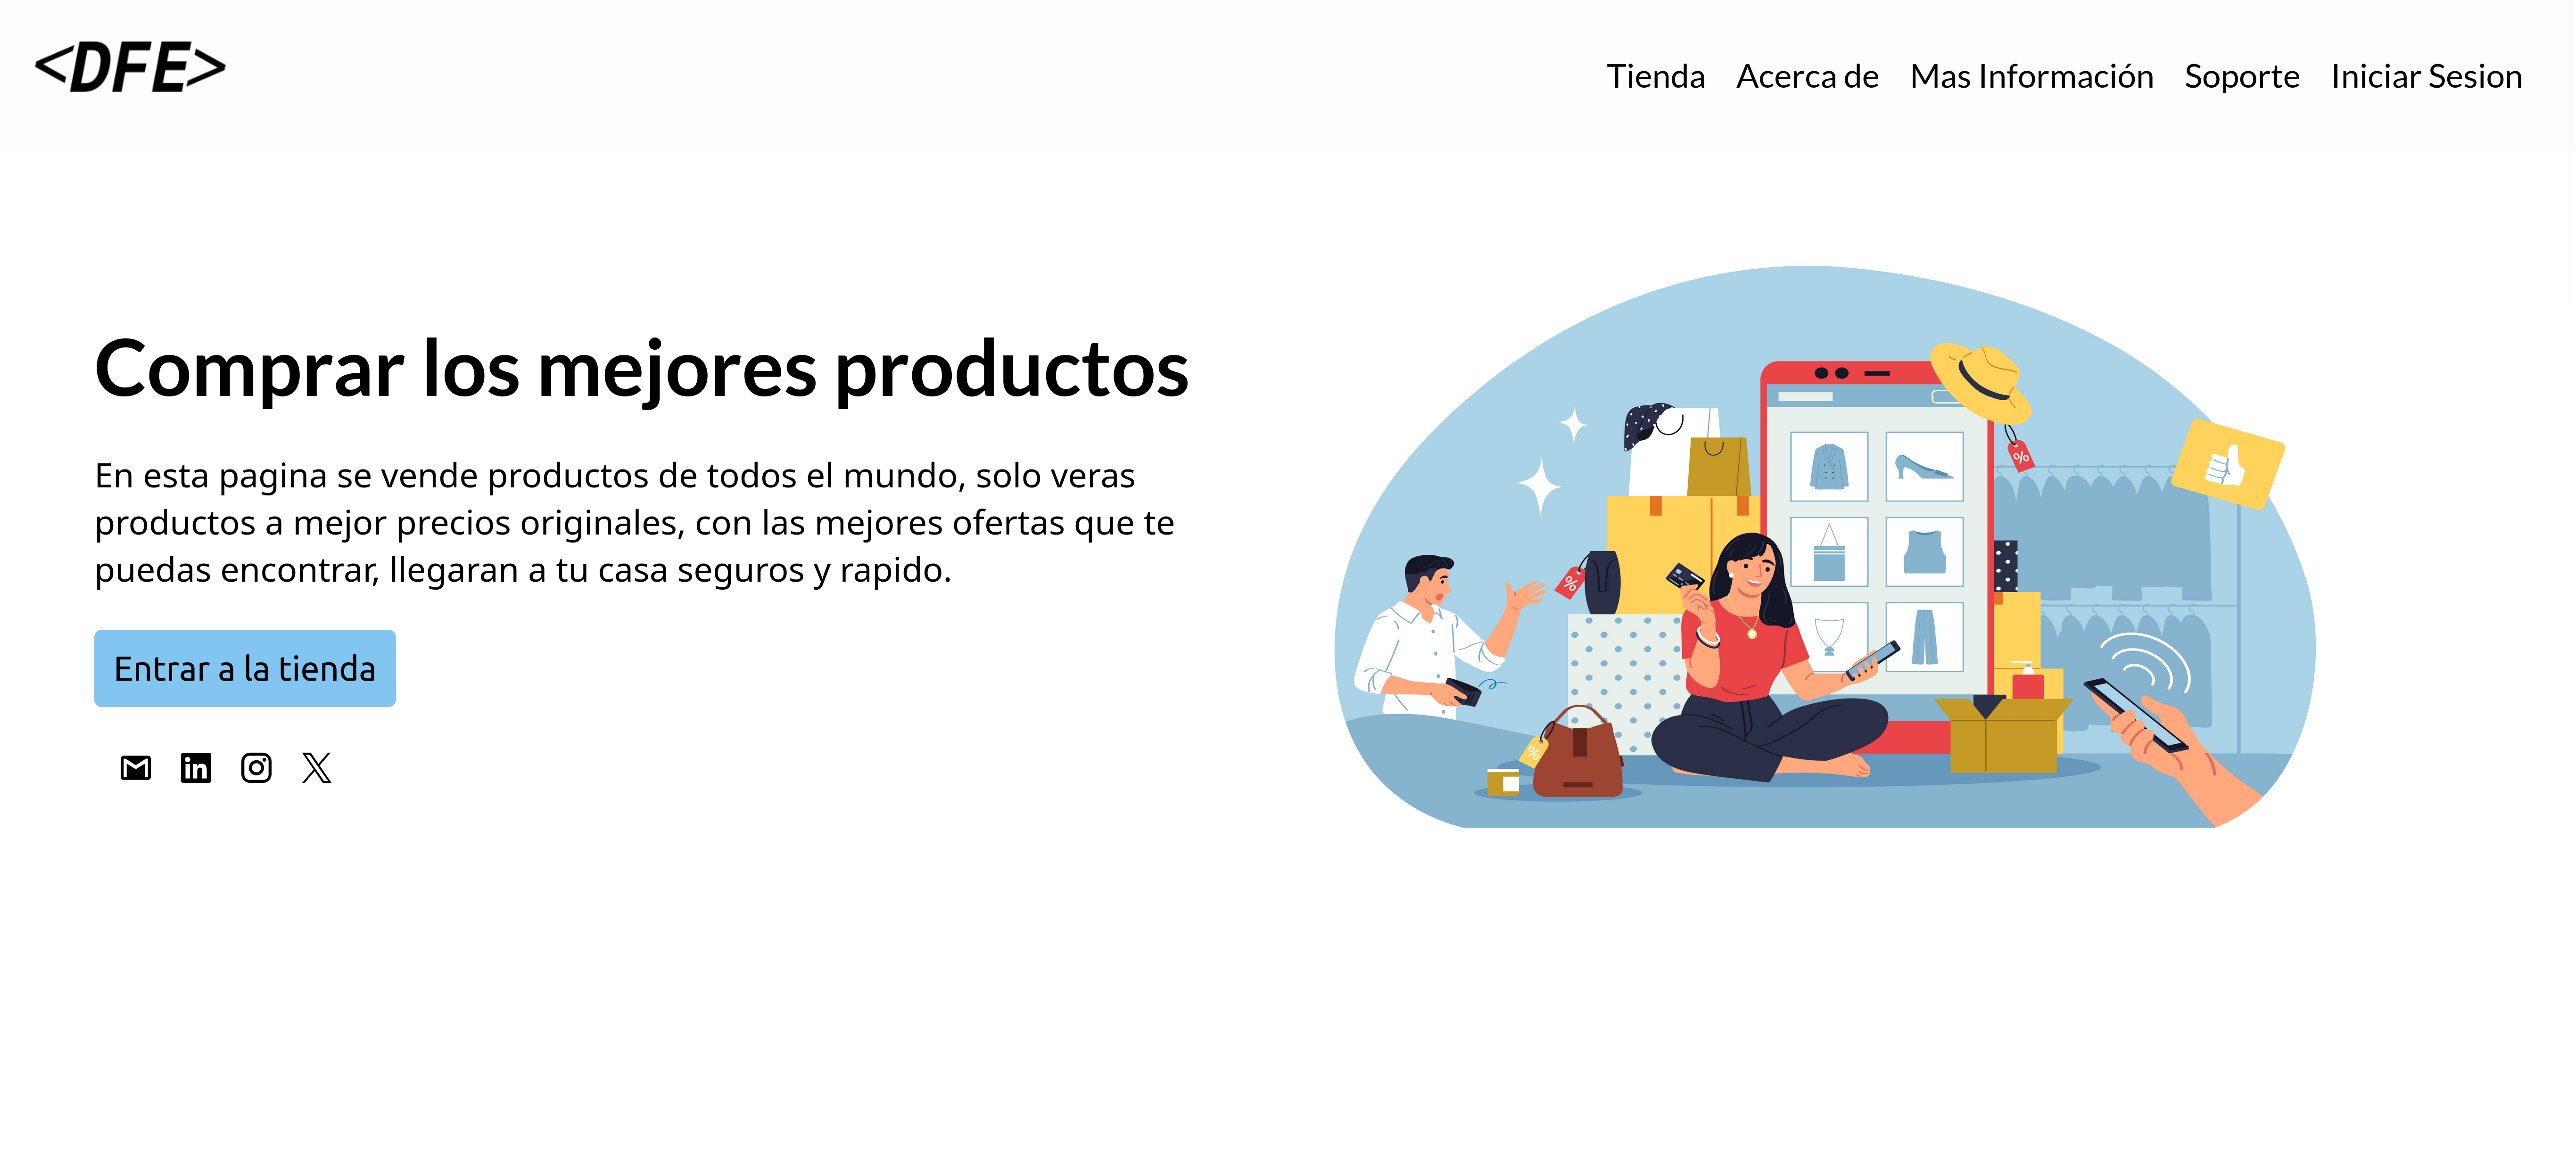 <DFE>
Tienda Acerca de Mas Información Soporte Iniciar Sesion
Comprar los mejores productos
En esta pagina se vende productos de todos el mundo, solo veras
productos a mejor precios originales, con las mejores ofertas que te
puedas encontrar, llegaran a tu casa seguros y rapido.
Entrar a la tienda
%
%
%